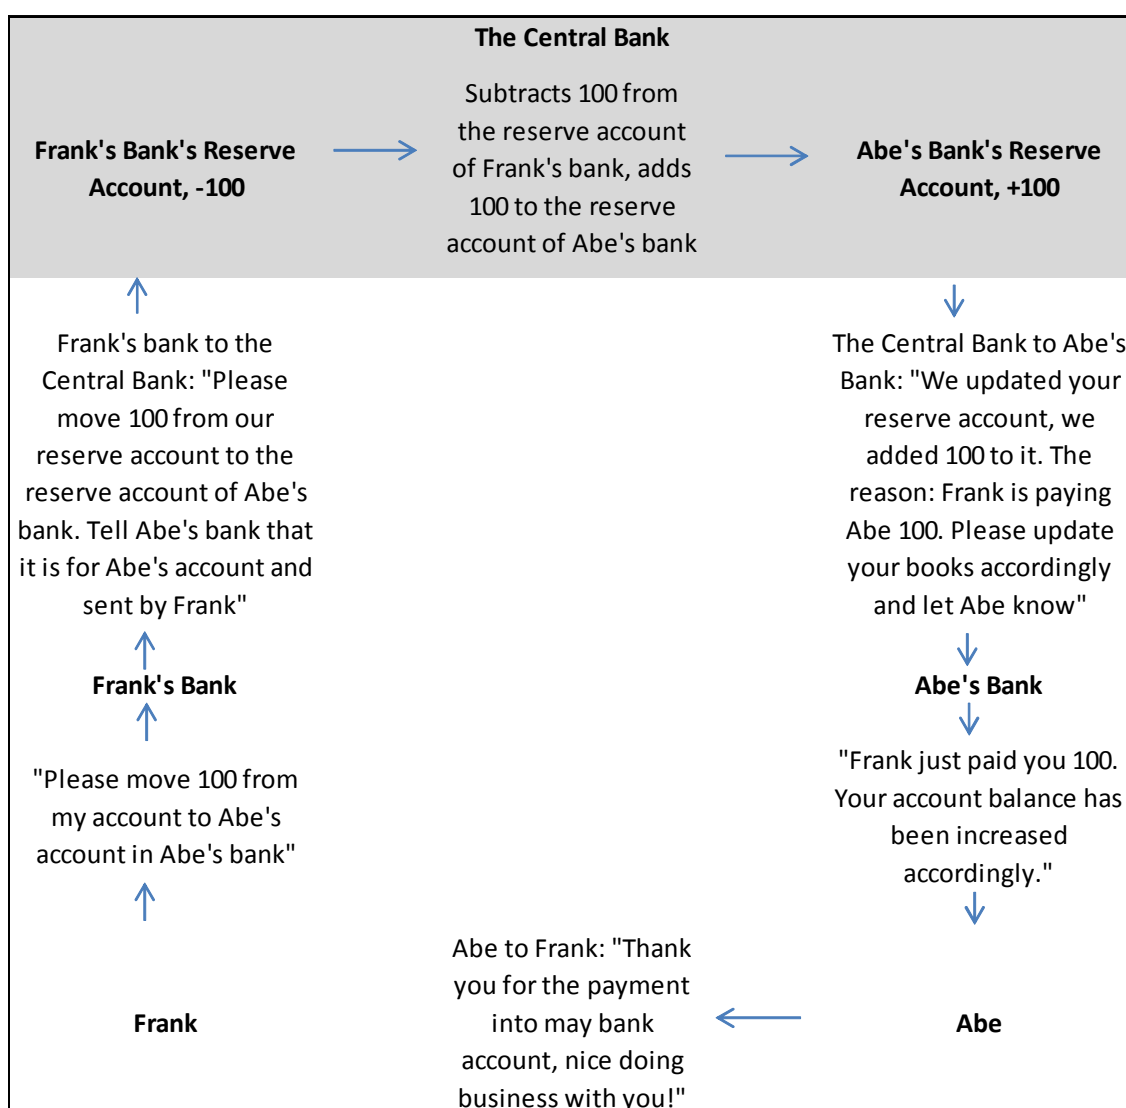 The Central Bank
Frank's Bank's Reserve
Account, -100
Subtracts 100 from
the reserve account
of Frank's bank, adds
100 to the reserve
account of Abe's bank
Abe's Bank's Reserve
Account, +100
Frank's bank to the
Central Bank: "Please
move 100 from our
reserve account to the
reserve account of Abe's
bank. Tell Abe's bank that
it is for Abe's account and
sent by Frank"
The Central Bank to Abe's
Bank: "We updated your
reserve account, we
added 100 to it. The
reason: Frank is paying
Abe 100. Please update
your books accordingly
and let Abe know"
Frank's Bank
Abe's Bank
"Please move 100 from
my account to Abe's
account in Abe's bank"
"Frank just paid you 100.
Your account balance has
been increased
accordingly."
Frank
Abe to Frank: "Thank
you for the payment
into may bank
account, nice doing
business with you!"
Abe